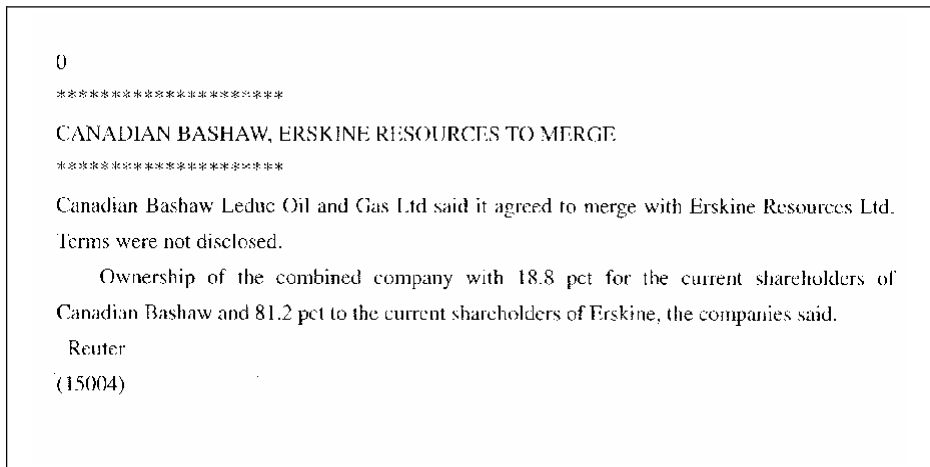 0
*********************
CANADIAN BASHAW, ERSKINE RESOURCES TO MERGE
*********************
Canadian Bashaw Leduc Oil and Gas Ltd said it agreed to merge with Erskine Resources Ltd.
Terms were not disclosed.
Ownership of the combined company with 18.8 pct for the current shareholders of
Canadian Bashaw and 81.2 pct to the current shareholders of Erskine, the companies said.
Reuter
(15004)